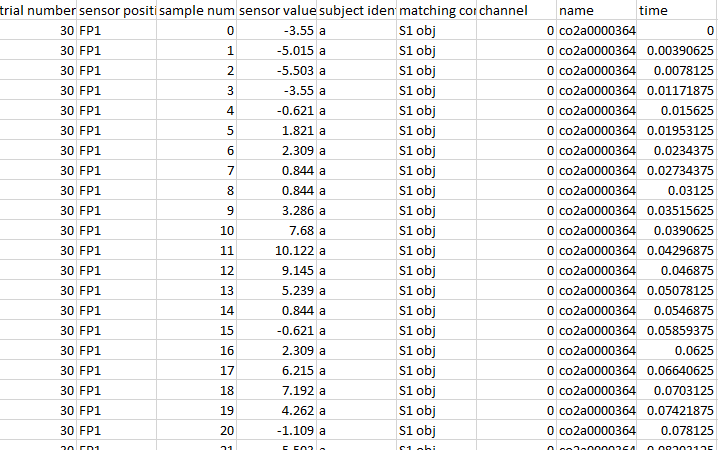 trial number sensor positi sample num sensor value subject iden matching co channel name time
30 FP1 0 -3.55 a S1 obj 0 co2a0000364 0
30 FP1 1 -5.015 a S1 obj 0 co2a0000364 0.00390625
30 FP1 2 -5.503 a S1 obj 0 co2a0000364 0.0078125
30 FP1 3 -3.55 a S1 obj 0 co2a0000364 0.01171875
30 FP1 4 -0.621 a S1 obj 0 co2a0000364 0.015625
30 FP1 5 1.821 a S1 obj 0 co2a0000364 0.01953125
30 FP1 6 2.309 a S1 obj 0 co2a0000364 0.0234375
30 FP1 7 0.844 a S1 obj 0 co2a0000364 0.02734375
30 FP1 8 0.844 a S1 obj 0 co2a0000364 0.03125
30 FP1 9 3.286 a S1 obj 0 co2a0000364 0.03515625
30 FP1 10 7.68 a S1 obj 0 co2a0000364 0.0390625
30 FP1 11 10.122 a S1 obj 0 co2a0000364 0.04296875
30 FP1 12 9.145 a S1 obj 0 co2a0000364 0.046875
30 FP1 13 5.239 a S1 obj 0 co2a0000364 0.05078125
30 FP1 14 0.844 a S1 obj 0 co2a0000364 0.0546875
30 FP1 15 -0.621 a S1 obj 0 co2a0000364 0.05859375
30 FP1 16 2.309 a S1 obj 0 co2a0000364 0.0625
30 FP1 17 6.215 a S1 obj 0 co2a0000364 0.06640625
30 FP1 18 7.192 a S1 obj 0 co2a0000364 0.0703125
30 FP1 19 4.262 a S1 obj 0 co2a0000364 0.07421875
30 FP1 20 -1.109 a S1 obj 0 co2a0000364 0.078125